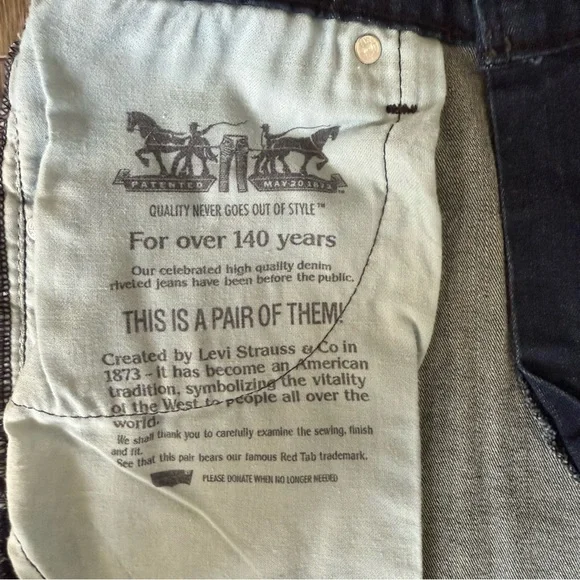 PATENTED MAY 20 1873
QUALITY NEVER GOES OUT OF STYLE™
For over 140 years
Our celebrated high quality denim
riveted jeans have been before the public.
THIS IS A PAIR OF THEM!
Created by Levi Strauss & Co in
1873 - it has become an American
tradition, symbolizing the vitality
of the West to people all over the
world.
We shall thank you to carefully examine the sewing, finish
and fit.
See that this pair bears our famous Red Tab trademark.
PLEASE DONATE WHEN NO LONGER NEEDED